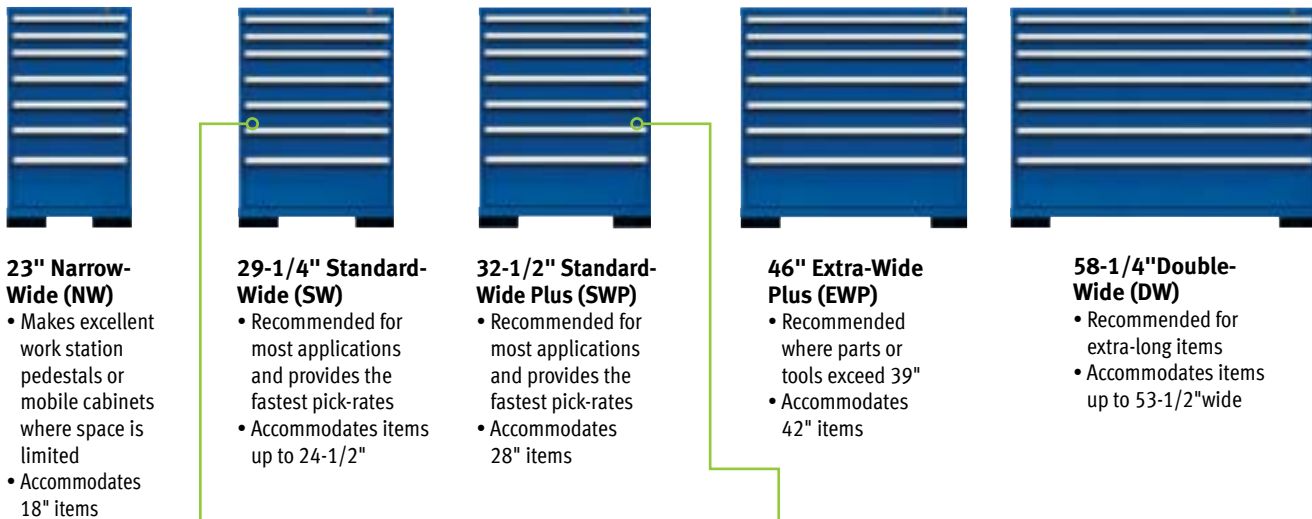 23" Narrow-
Wide (NW)
• Makes excellent
work station
pedestals or
mobile cabinets
where space is
limited
• Accommodates
18" items
29-1/4" Standard-
Wide (SW)
• Recommended for
most applications
and provides the
fastest pick-rates
• Accommodates items
up to 24-1/2"
32-1/2" Standard-
Wide Plus (SWP)
• Recommended for
most applications
and provides the
fastest pick-rates
• Accommodates
28" items
46" Extra-Wide
Plus (EWP)
• Recommended
where parts or
tools exceed 39"
• Accommodates
42" items
58-1/4"Double-
Wide (DW)
• Recommended for
extra-long items
• Accommodates items
up to 53-1/2"wide